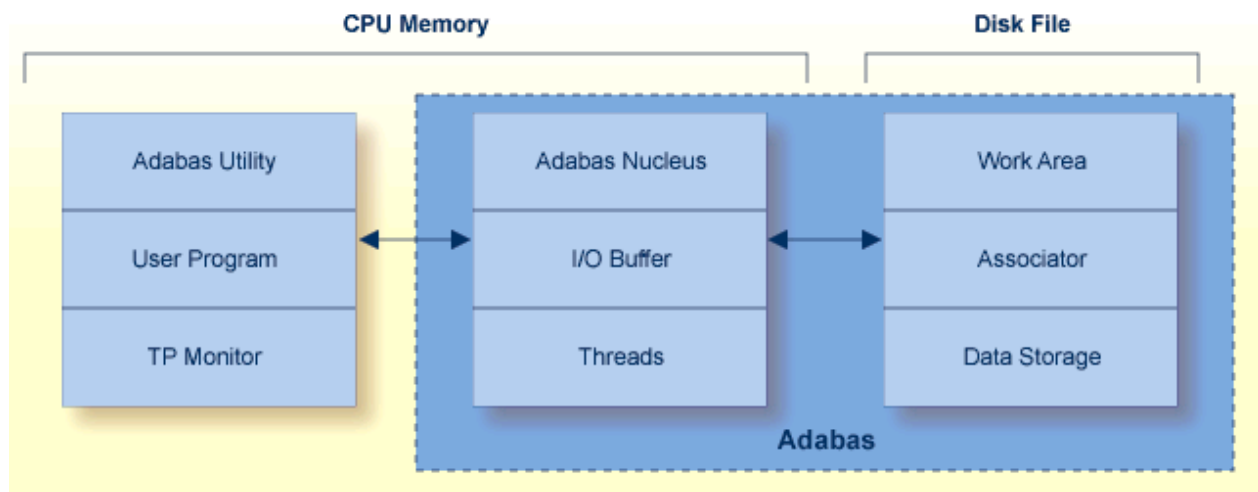 CPU Memory
Disk File
Adabas Utility
User Program
TP Monitor
Adabas Nucleus
I/O Buffer
Threads
Work Area
Associator
Data Storage
Adabas